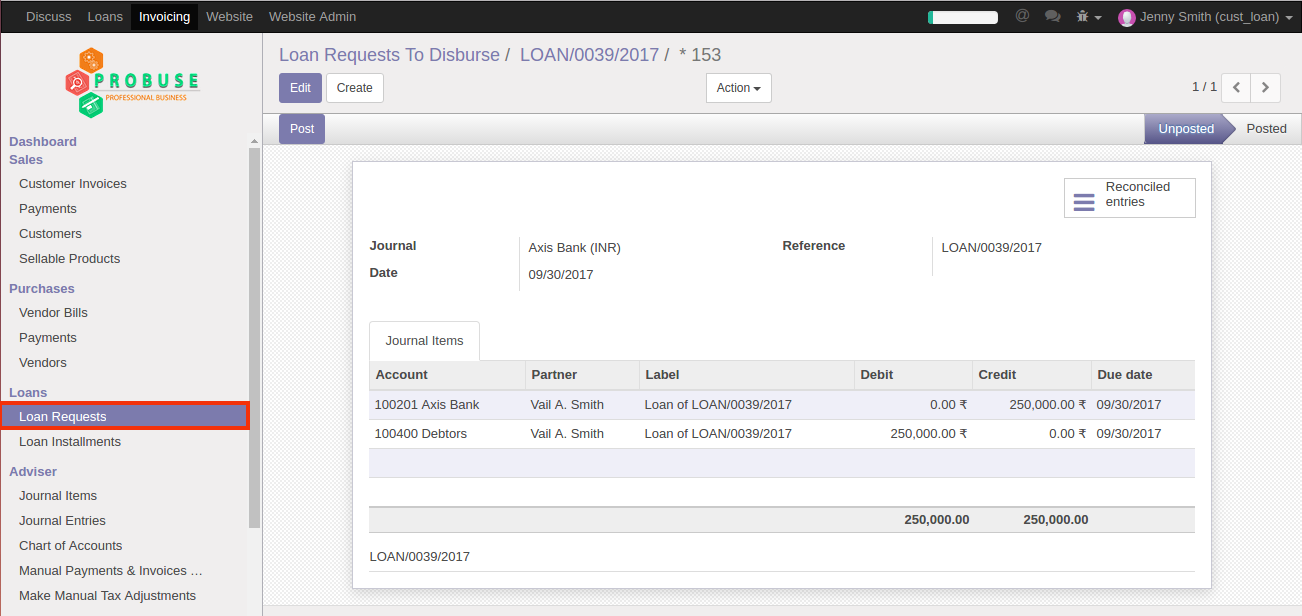 Discuss Loans Invoicing Website Website Admin @ Jenny Smith (cust_loan)
PROBUSE
PROFESSIONAL BUSINESS
Dashboard
Sales
Customer Invoices
Payments
Customers
Sellable Products
Purchases
Vendor Bills
Payments
Vendors
Loans
Loan Requests
Loan Installments
Adviser
Journal Items
Journal Entries
Chart of Accounts
Manual Payments & Invoices ...
Make Manual Tax Adjustments
Loan Requests To Disburse / LOAN/0039/2017 / * 153
Edit Create Action 1 / 1
Post Unposted Posted
Reconciled
entries
Journal Axis Bank (INR) Reference LOAN/0039/2017
Date 09/30/2017
Journal Items
Account Partner Label Debit Credit Due date
100201 Axis Bank Vail A. Smith Loan of LOAN/0039/2017 0.00 ₹ 250,000.00 ₹ 09/30/2017
100400 Debtors Vail A. Smith Loan of LOAN/0039/2017 250,000.00 ₹ 0.00 ₹ 09/30/2017
250,000.00 250,000.00
LOAN/0039/2017